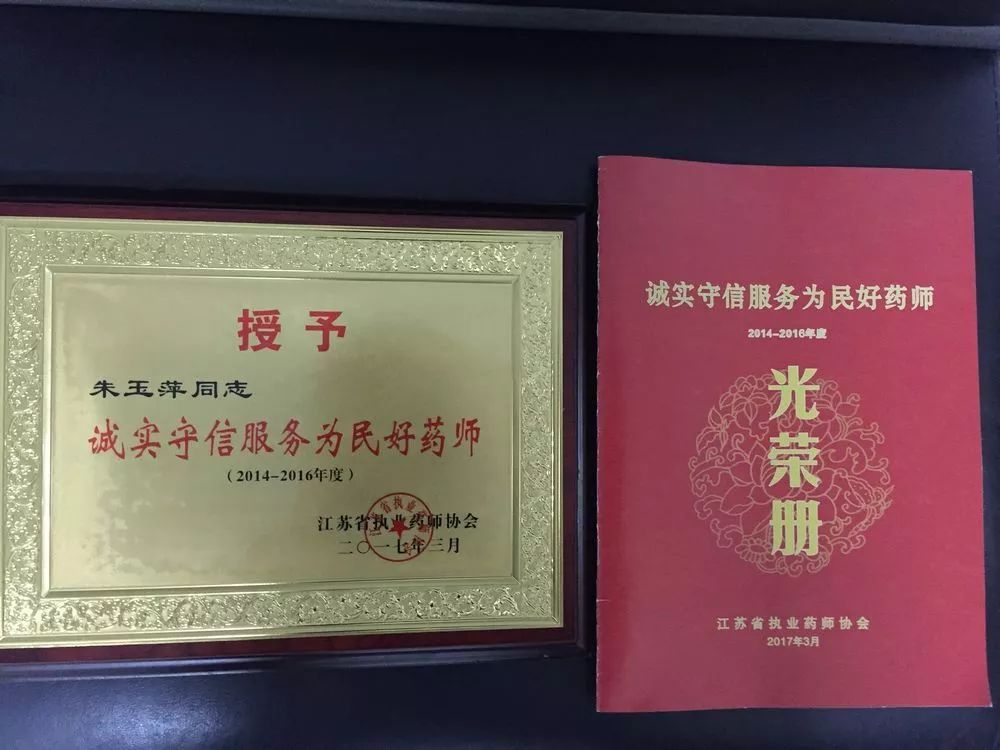 授予
朱玉萍同志
诚实守信服务为民好药师
(2014-2016年度)
江苏省执业药师协会
二〇一七年三月
诚实守信服务为民好药师
2014-2016年度
光荣册
江苏省执业药师协会
2017年3月